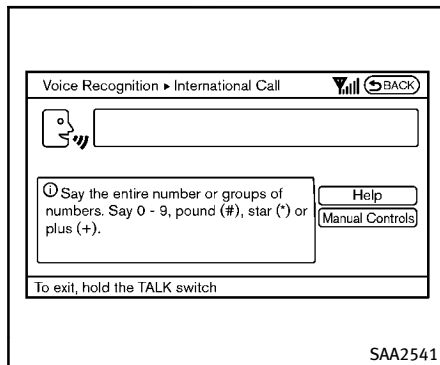 Voice Recognition ▸ International Call
BACK
ⓘ Say the entire number or groups of
numbers. Say 0 - 9, pound (#), star (*) or
plus (+).
Help
Manual Controls
To exit, hold the TALK switch
SAA2541